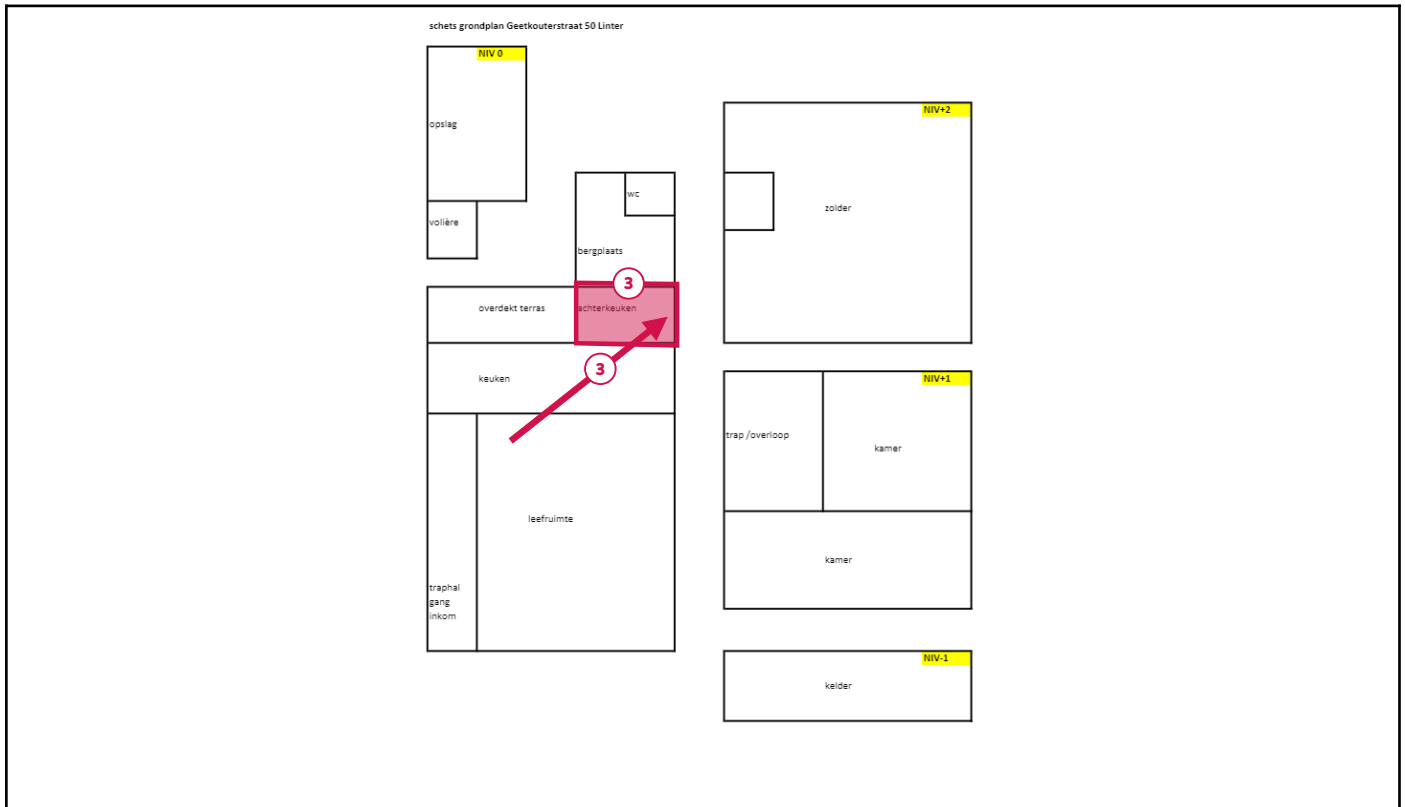 schets grondplan Geetkouterstraat 50 Linter
NIV 0
opslag
volière
wc
bergplaats
3
overdekt terras
achterkeuken
3
keuken
leefruimte
traphal
gang
inkom
NIV+2
zolder
NIV+1
trap /overloop
kamer
kamer
NIV-1
kelder